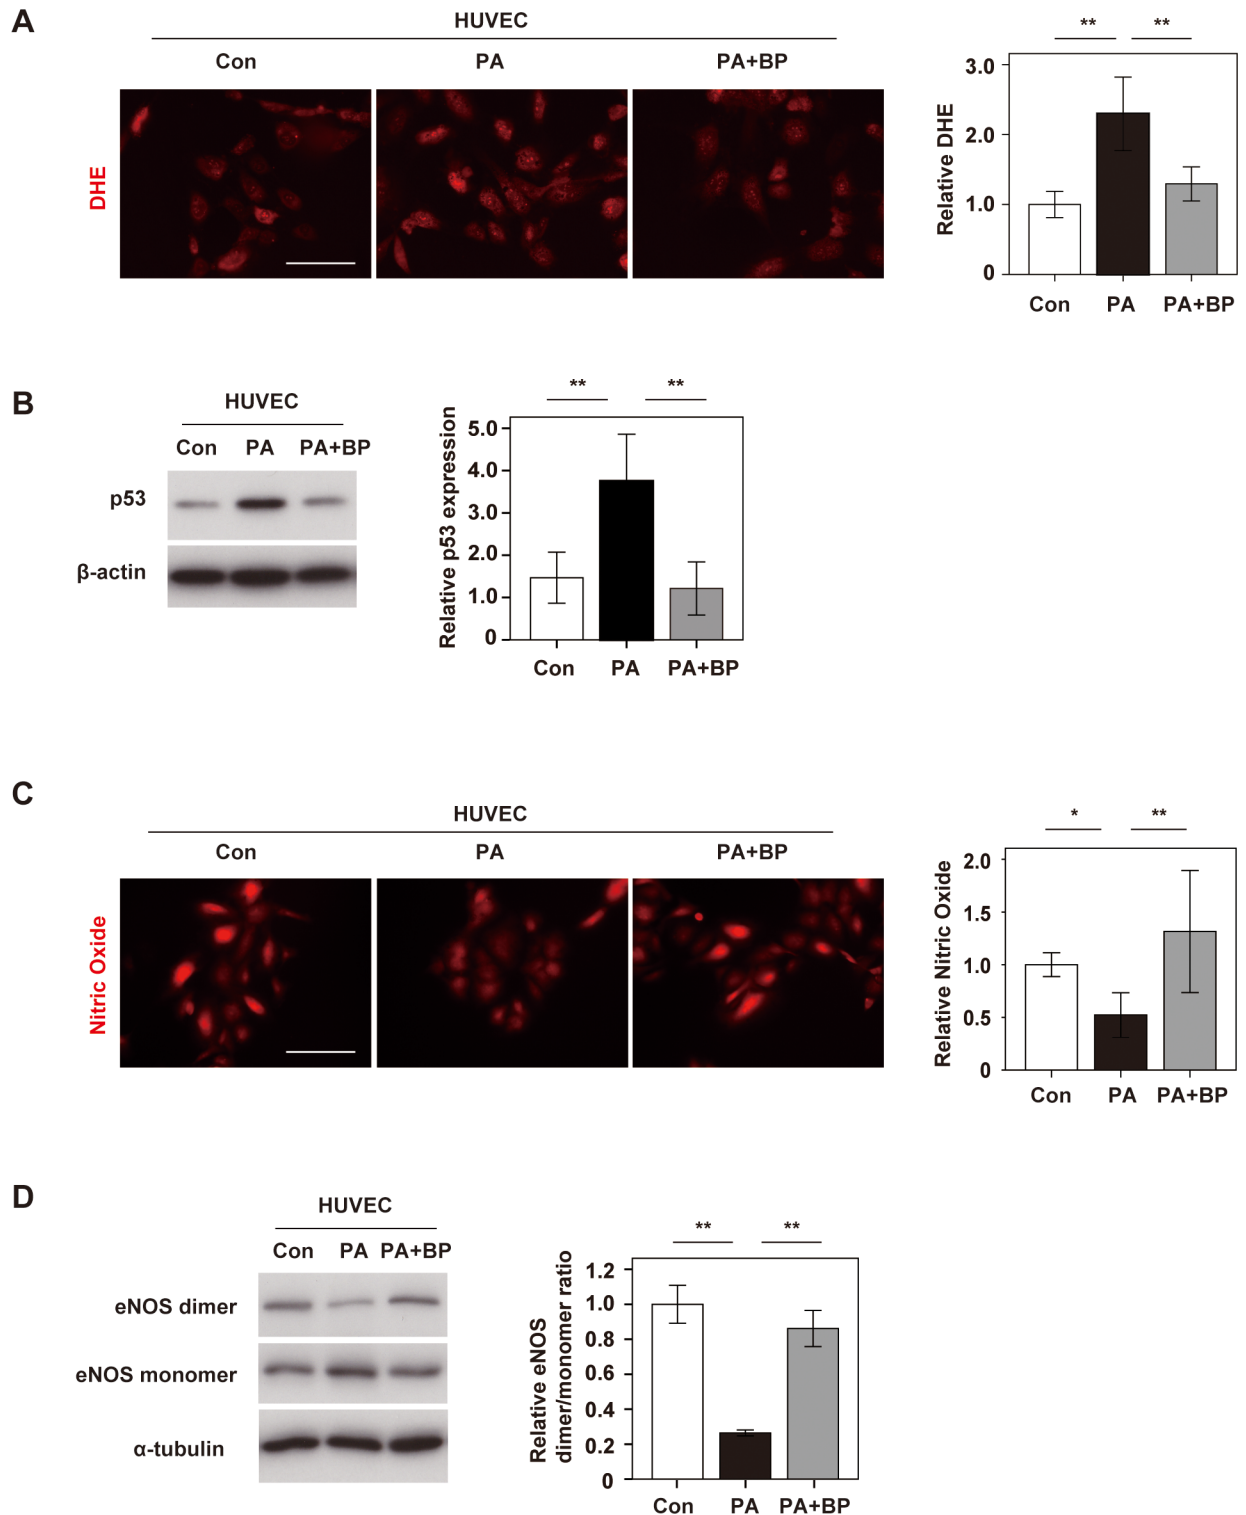 A
HUVEC
Con PA PA+BP
DHE
** **
Relative DHE
3.0
2.0
1.0
0
Con PA PA+BP
B
HUVEC
Con PA PA+BP
p53
β-actin
** **
Relative p53 expression
5.0
4.0
3.0
2.0
1.0
0
Con PA PA+BP
C
HUVEC
Con PA PA+BP
Nitric Oxide
* **
Relative Nitric Oxide
2.0
1.5
1.0
0.5
0
Con PA PA+BP
D
HUVEC
Con PA PA+BP
eNOS dimer
eNOS monomer
α-tubulin
** **
Relative eNOS
dimer/monomer ratio
1.2
1.0
0.8
0.6
0.4
0.2
0
Con PA PA+BP